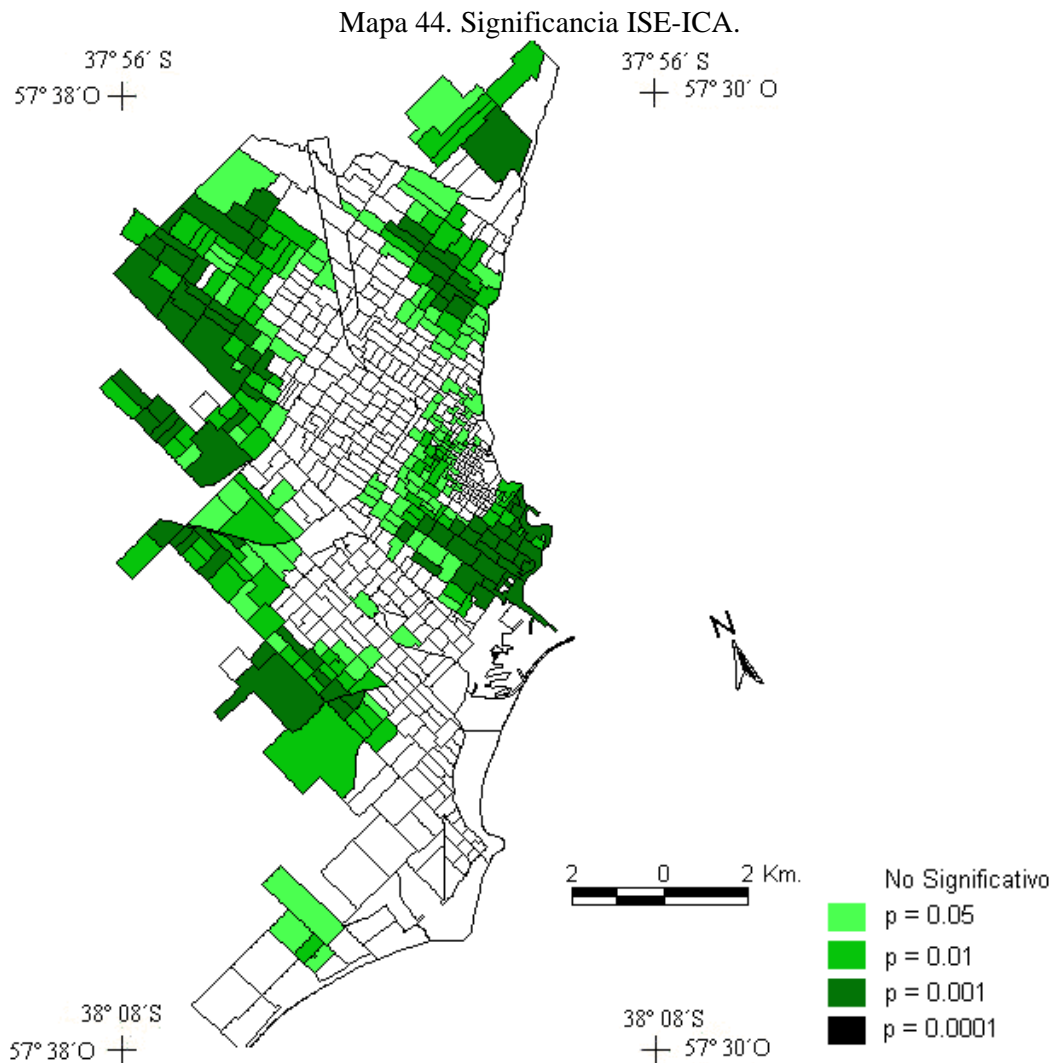 Mapa 44. Significancia ISE-ICA.
37° 56´ S
37° 56´ S
57° 38´O
57° 30´ O
N
2 0 2 Km.
No Significativo
p = 0.05
p = 0.01
p = 0.001
p = 0.0001
38° 08´S
38° 08´S
57° 38´O
57° 30´O